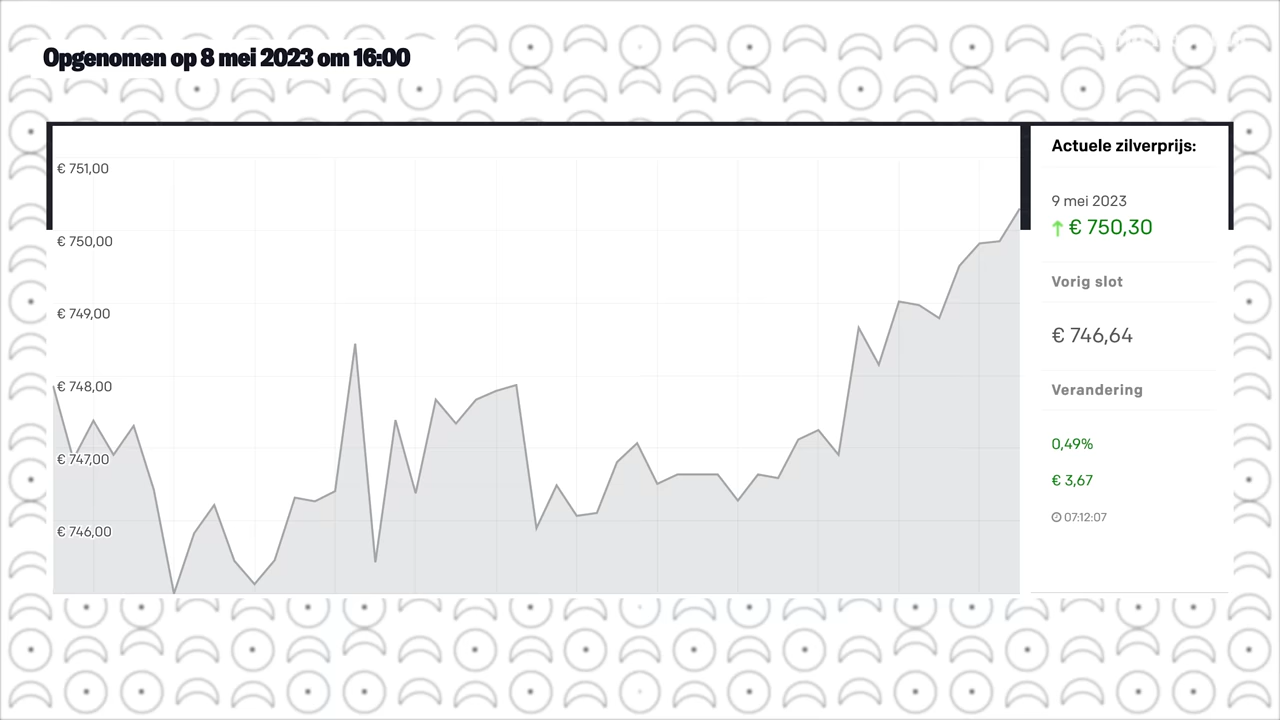 Opgenomen op 8 mei 2023 om 16:00
€ 751,00
€ 750,00
€ 749,00
€ 748,00
€ 747,00
€ 746,00
Actuele zilverprijs:
9 mei 2023
↑ € 750,30
Vorig slot
€ 746,64
Verandering
0,49%
€ 3,67
07:12:07